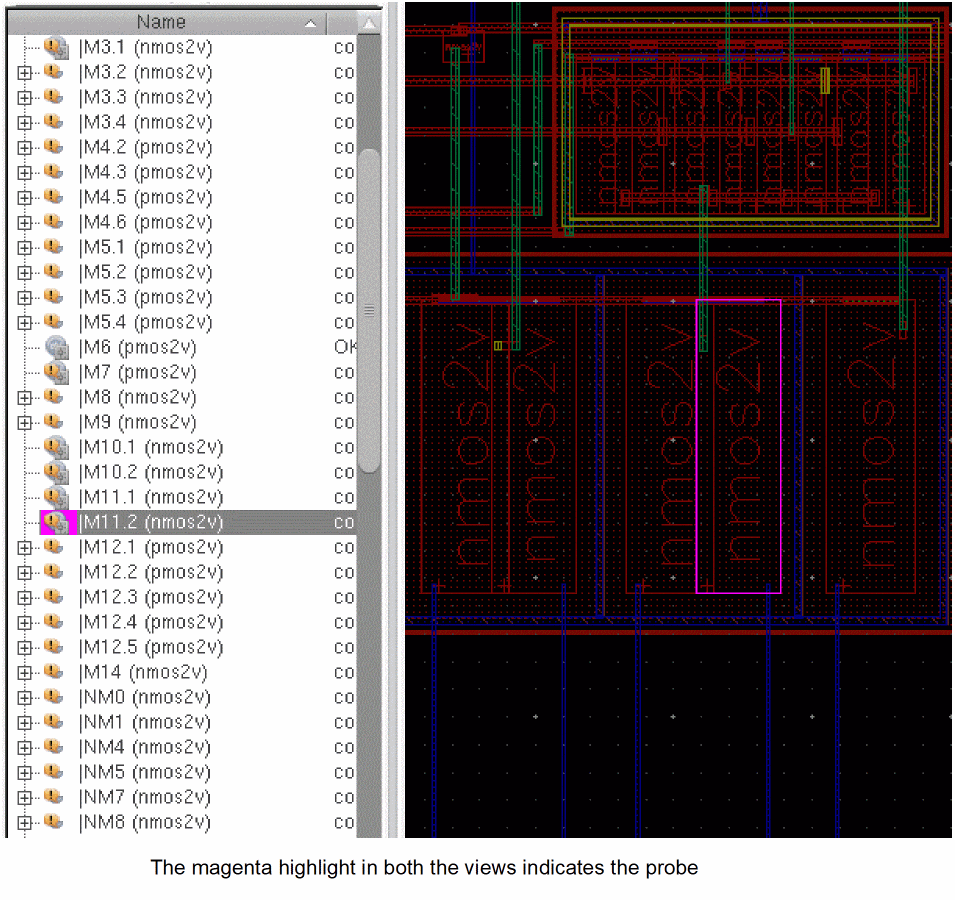 Name
|M3.1 (nmos2v) co
|M3.2 (nmos2v) co
|M3.3 (nmos2v) co
|M3.4 (nmos2v) co
|M4.2 (pmos2v) co
|M4.3 (pmos2v) co
|M4.5 (pmos2v) co
|M4.6 (pmos2v) co
|M5.1 (pmos2v) co
|M5.2 (pmos2v) co
|M5.3 (pmos2v) co
|M5.4 (pmos2v) co
|M6 (pmos2v) OK
|M7 (pmos2v) co
|M8 (nmos2v) co
|M9 (nmos2v) co
|M10.1 (nmos2v) co
|M10.2 (nmos2v) co
|M11.1 (nmos2v) co
|M11.2 (nmos2v) co
|M12.1 (pmos2v) co
|M12.2 (pmos2v) co
|M12.3 (pmos2v) co
|M12.4 (pmos2v) co
|M12.5 (pmos2v) co
|M14 (nmos2v) co
|NM0 (nmos2v) co
|NM1 (nmos2v) co
|NM4 (nmos2v) co
|NM5 (nmos2v) co
|NM7 (nmos2v) co
|NM8 (nmos2v) co
nmos2v
nmos2v
nmos2v
nmos2v
nmos2v
The magenta highlight in both the views indicates the probe